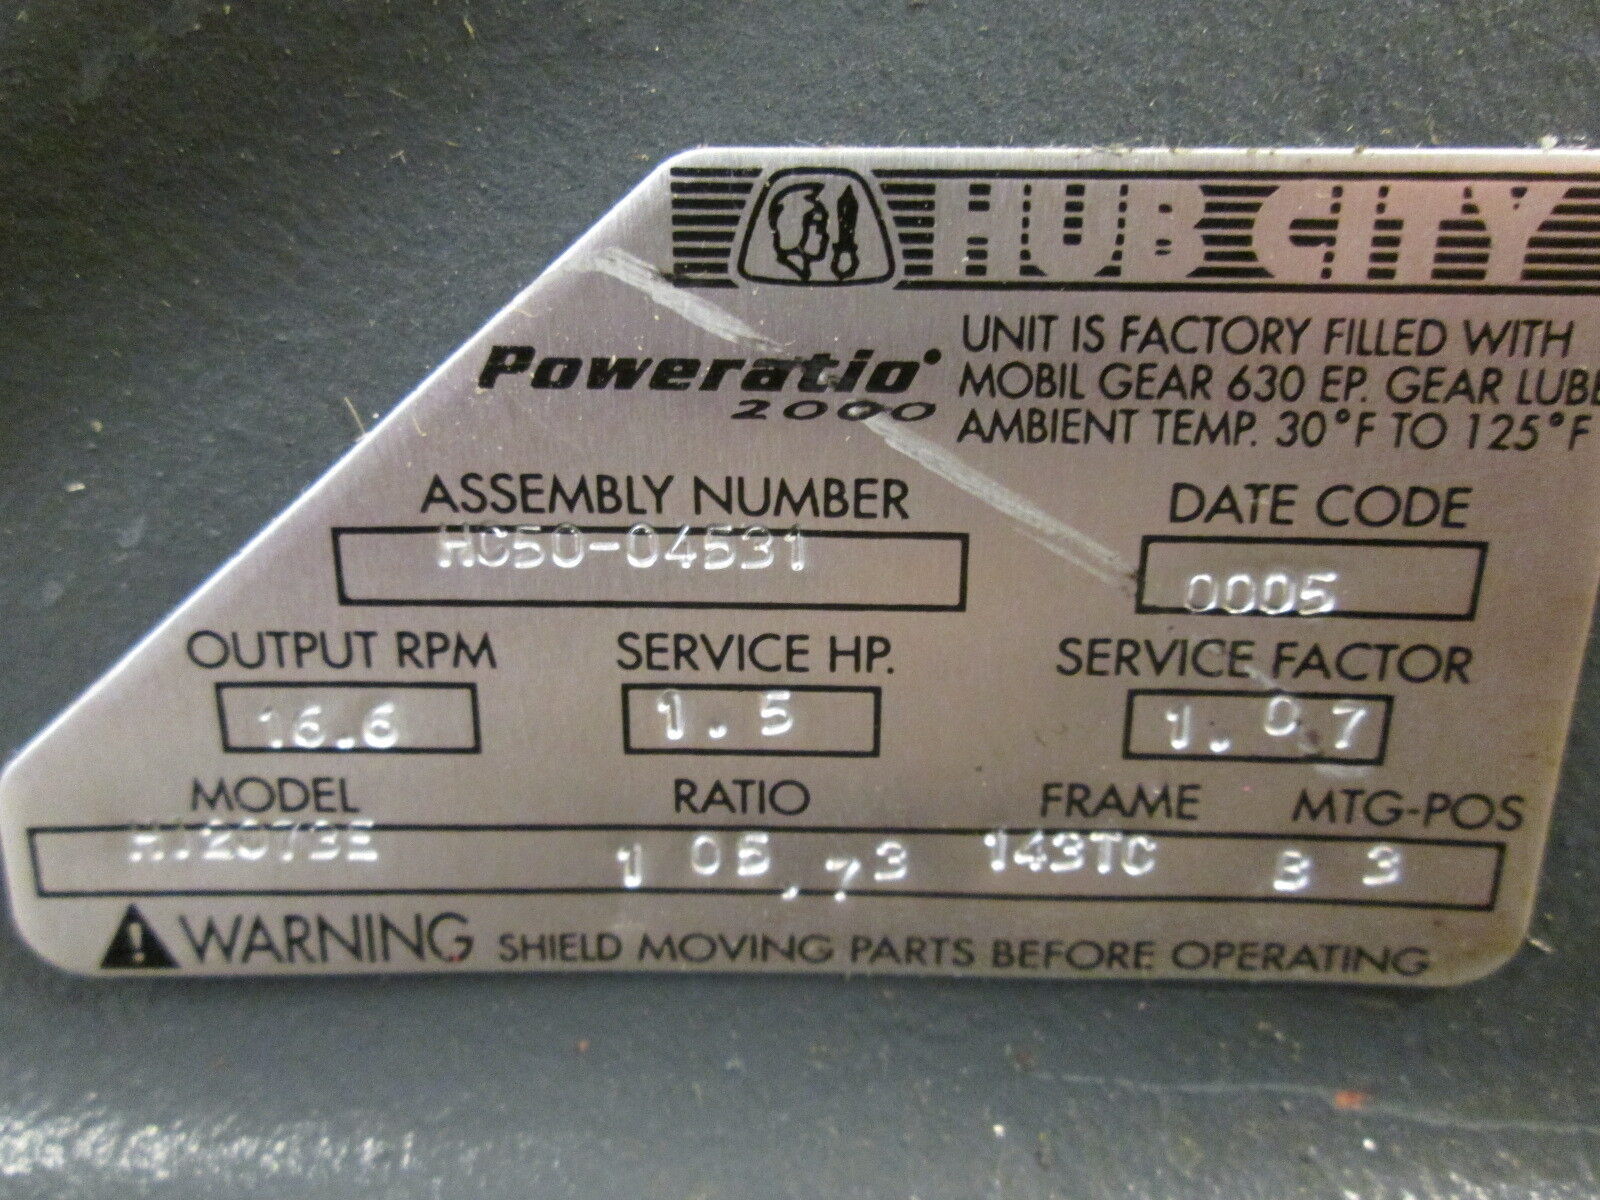 HUB CITY
Poweratio
2000
UNIT IS FACTORY FILLED WITH
MOBIL GEAR 630 EP. GEAR LUBE
AMBIENT TEMP. 30°F TO 125°F
ASSEMBLY NUMBER
HC50-04531
DATE CODE
0005
OUTPUT RPM
16.6
SERVICE HP.
1.5
SERVICE FACTOR
1.07
MODEL RATIO FRAME MTG-POS
105.73 143TC B3
WARNING SHIELD MOVING PARTS BEFORE OPERATING